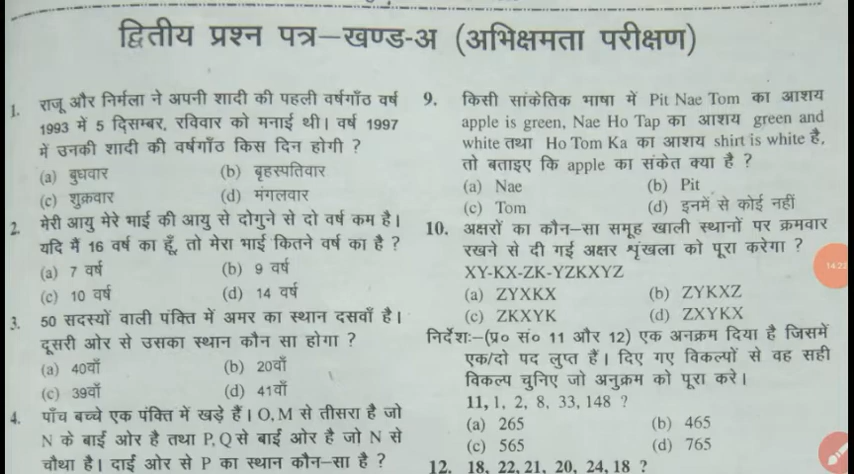 द्वितीय प्रश्न पत्र–खण्ड-अ (अभिक्षमता परीक्षण)
1. राजू और निर्मला ने अपनी शादी की पहली वर्षगाँठ वर्ष
1993 में 5 दिसम्बर, रविवार को मनाई थी। वर्ष 1997
में उनकी शादी की वर्षगाँठ किस दिन होगी ?
(a) बुधवार (b) बृहस्पतिवार
(c) शुक्रवार (d) मंगलवार
2. मेरी आयु मेरे भाई की आयु से दोगुने से दो वर्ष कम है।
यदि मैं 16 वर्ष का हूँ, तो मेरा भाई कितने वर्ष का है ?
(a) 7 वर्ष (b) 9 वर्ष
(c) 10 वर्ष (d) 14 वर्ष
3. 50 सदस्यों वाली पंक्ति में अमर का स्थान दसवाँ है।
दूसरी ओर से उसका स्थान कौन सा होगा ?
(a) 40वाँ (b) 20वाँ
(c) 39वाँ (d) 41वाँ
4. पाँच बच्चे एक पंक्ति में खड़े हैं। O, M से तीसरा है जो
N के बाईं ओर है तथा P, Q से बाईं ओर है जो N से
चौथा है। दाईं ओर से P का स्थान कौन–सा है ?
9. किसी सांकेतिक भाषा में Pit Nae Tom का आशय
apple is green, Nae Ho Tap का आशय green and
white तथा Ho Tom Ka का आशय shirt is white है,
तो बताइए कि apple का संकेत क्या है ?
(a) Nae (b) Pit
(c) Tom (d) इनमें से कोई नहीं
10. अक्षरों का कौन–सा समूह खाली स्थानों पर क्रमवार
रखने से दी गई अक्षर श्रृंखला को पूरा करेगा ?
XY-KX-ZK-YZKXYZ
(a) ZYXKX (b) ZYKXZ
(c) ZKXYK (d) ZXYKX
निर्देशः–(प्र० सं० 11 और 12) एक अनक्रम दिया है जिसमें
एक/दो पद लुप्त हैं। दिए गए विकल्पों से वह सही
विकल्प चुनिए जो अनुक्रम को पूरा करे।
11, 1, 2, 8, 33, 148 ?
(a) 265 (b) 465
(c) 565 (d) 765
12. 18, 22, 21, 20, 24, 18 ?
14:23